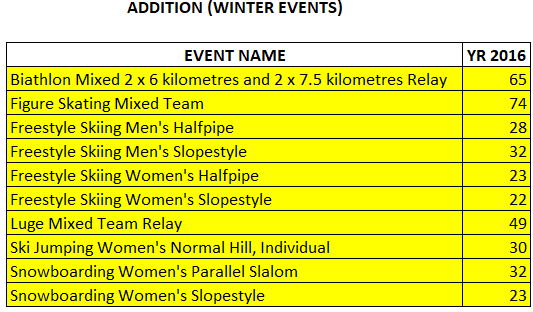 ADDITION (WINTER EVENTS)
EVENT NAME YR 2016
Biathlon Mixed 2 x 6 kilometres and 2 x 7.5 kilometres Relay 65
Figure Skating Mixed Team 74
Freestyle Skiing Men's Halfpipe 28
Freestyle Skiing Men's Slopestyle 32
Freestyle Skiing Women's Halfpipe 23
Freestyle Skiing Women's Slopestyle 22
Luge Mixed Team Relay 49
Ski Jumping Women's Normal Hill, Individual 30
Snowboarding Women's Parallel Slalom 32
Snowboarding Women's Slopestyle 23